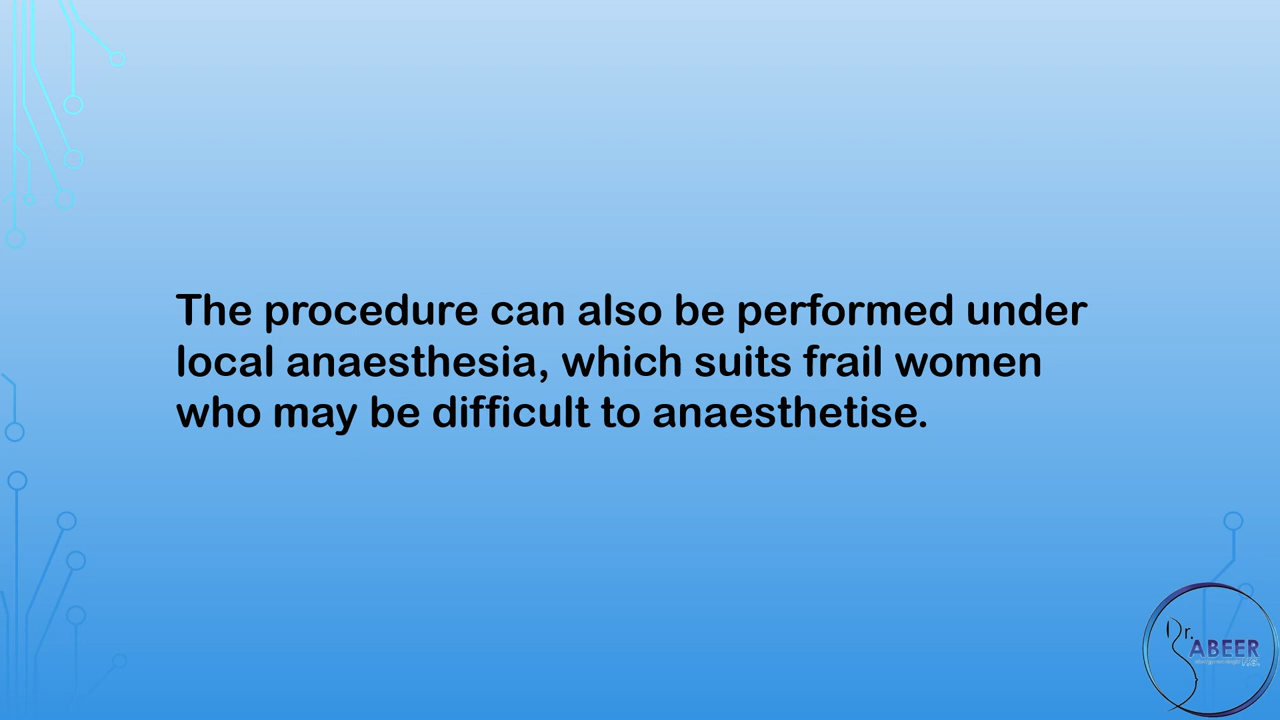 The procedure can also be performed under
local anaesthesia, which suits frail women
who may be difficult to anaesthetise.
Dr.
ABEER